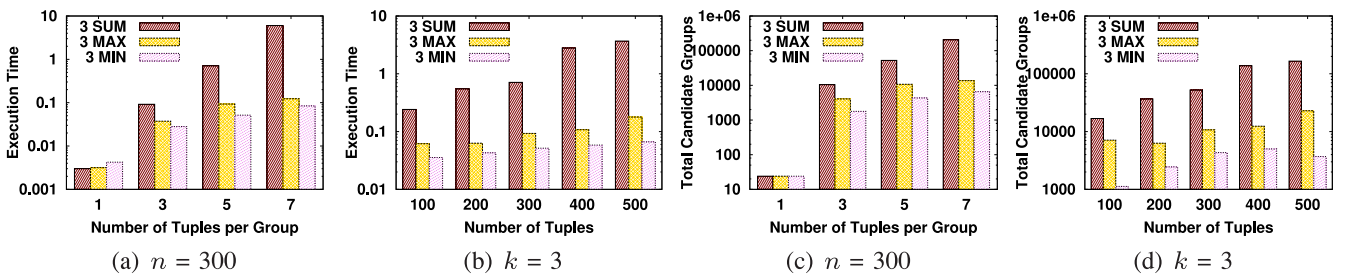 Execution Time
10
1
0.1
0.01
0.001
3 SUM
3 MAX
3 MIN
1 3 5 7
Number of Tuples per Group
(a) n = 300
Execution Time
10
1
0.1
0.01
3 SUM
3 MAX
3 MIN
100 200 300 400 500
Number of Tuples
(b) k = 3
Total Candidate Groups
1e+06
100000
10000
1000
100
10
3 SUM
3 MAX
3 MIN
1 3 5 7
Number of Tuples per Group
(c) n = 300
Total Candidate Groups
1e+06
100000
10000
1000
3 SUM
3 MAX
3 MIN
100 200 300 400 500
Number of Tuples
(d) k = 3